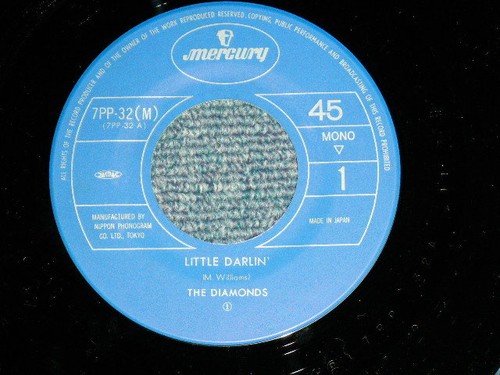 ALL RIGHTS OF THE RECORD PRODUCER AND OF THE OWNER OF THE WORK REPRODUCED RESERVED. COPYING, PUBLIC PERFORMANCE AND BROADCASTING OF THIS RECORD PROHIBITED
mercury
7PP-32(M)
(7PP-32 A)
45
MONO
▽
1
MANUFACTURED BY
NIPPON PHONOGRAM
CO. LTD., TOKYO
MADE IN JAPAN
LITTLE DARLIN'
(M. Williams)
THE DIAMONDS
①